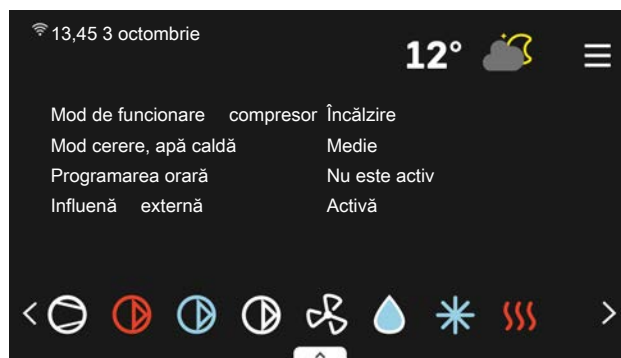 13,45 3 octombrie
12°
Mod de funcionare compresor Încălzire
Mod cerere, apă caldă Medie
Programarea orară Nu este activ
Influenă externă Activă